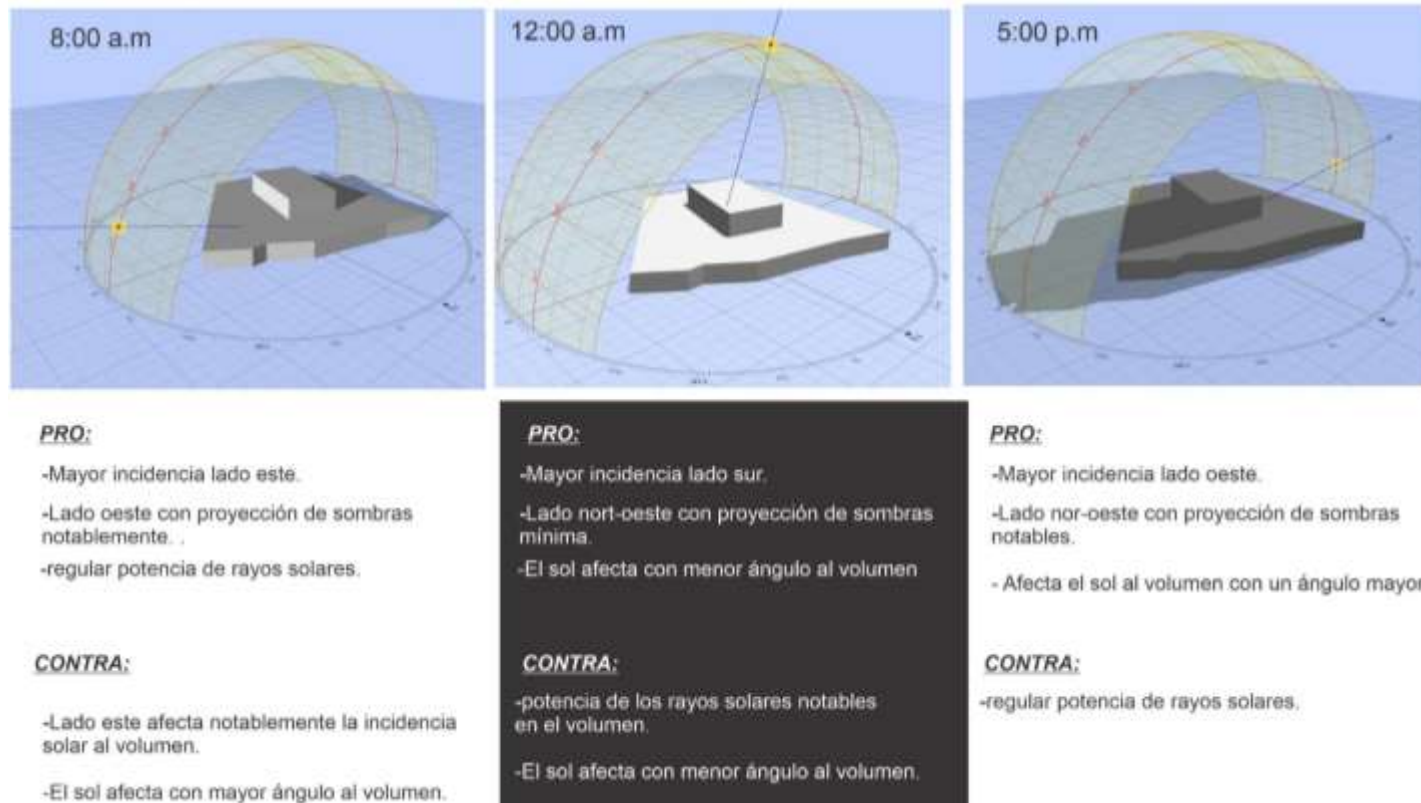 8:00 a.m
12:00 a.m
5:00 p.m
PRO:
-Mayor incidencia lado este.
-Lado oeste con proyección de sombras
notablemente. .
-regular potencia de rayos solares.
CONTRA:
-Lado este afecta notablemente la incidencia
solar al volumen.
-El sol afecta con mayor ángulo al volumen.
PRO:
-Mayor incidencia lado sur.
-Lado nort-oeste con proyección de sombras
mínima.
-El sol afecta con menor ángulo al volumen
CONTRA:
-potencia de los rayos solares notables
en el volumen.
-El sol afecta con menor ángulo al volumen.
PRO:
-Mayor incidencia lado oeste.
-Lado nor-oeste con proyección de sombras
notables.
- Afecta el sol al volumen con un ángulo mayor
CONTRA:
-regular potencia de rayos solares.